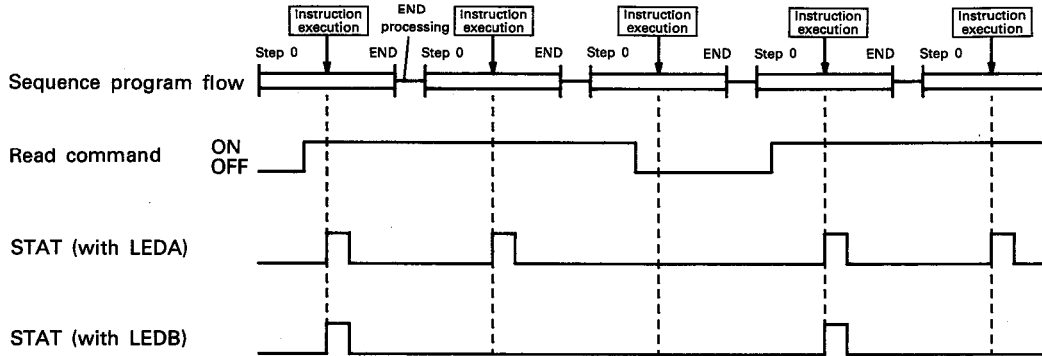 Instruction execution
END processing
Instruction execution
Instruction execution
Instruction execution
Instruction execution
Step 0 END Step 0 END Step 0 END Step 0 END Step 0
Sequence program flow
Read command ON
OFF
STAT (with LEDA)
STAT (with LEDB)